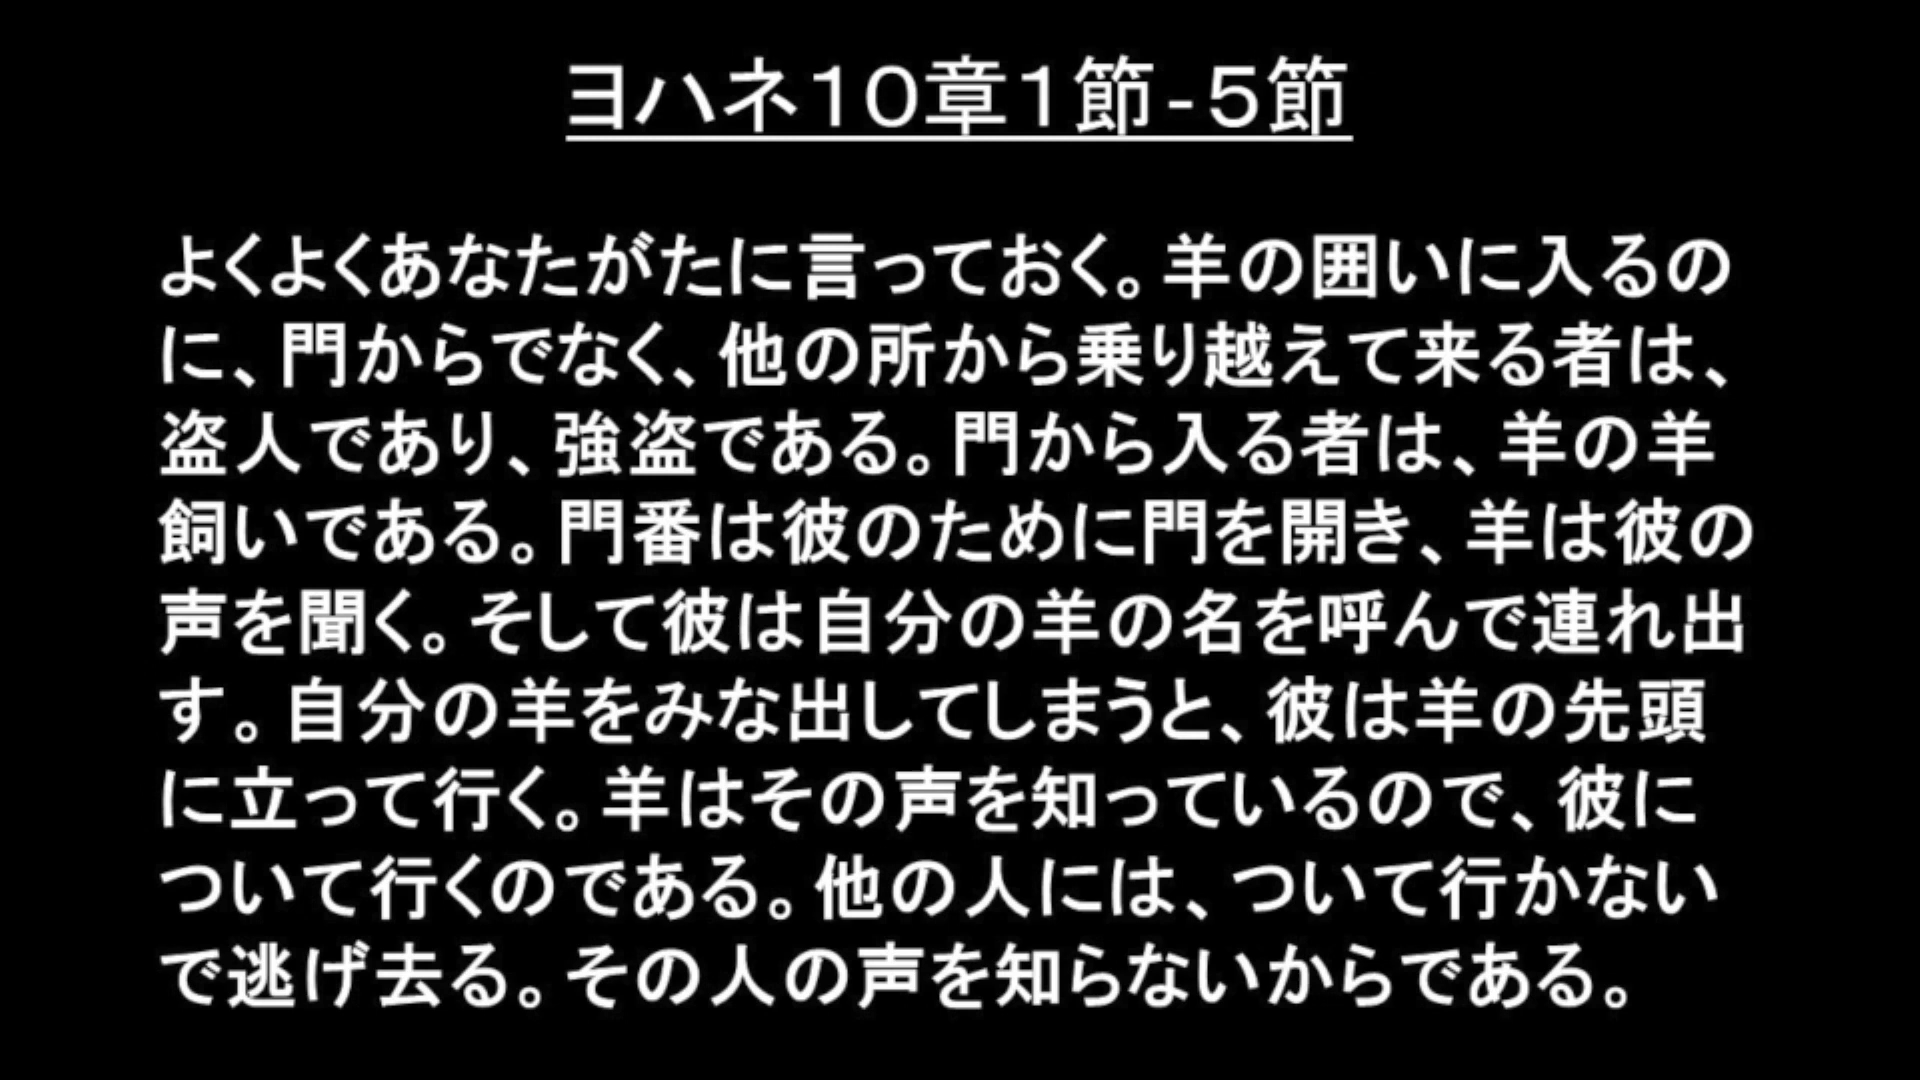 ヨハネ10章1節-5節
よくよくあなたがたに言っておく。羊の囲いに入るの
に、門からでなく、他の所から乗り越えて来る者は、
盗人であり、強盗である。門から入る者は、羊の羊
飼いである。門番は彼のために門を開き、羊は彼の
声を聞く。そして彼は自分の羊の名を呼んで連れ出
す。自分の羊をみな出してしまうと、彼は羊の先頭
に立って行く。羊はその声を知っているので、彼に
ついて行くのである。他の人には、ついて行かない
で逃げ去る。その人の声を知らないからである。